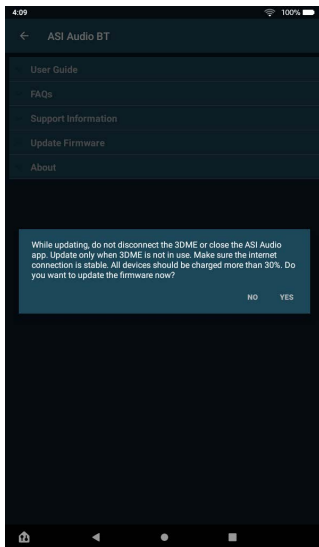 4:09
100%
ASI Audio BT
User Guide
FAQs
Support Information
Update Firmware
About
While updating, do not disconnect the 3DME or close the ASI Audio
app. Update only when 3DME is not in use. Make sure the internet
connection is stable. All devices should be charged more than 30%. Do
you want to update the firmware now?
NO YES